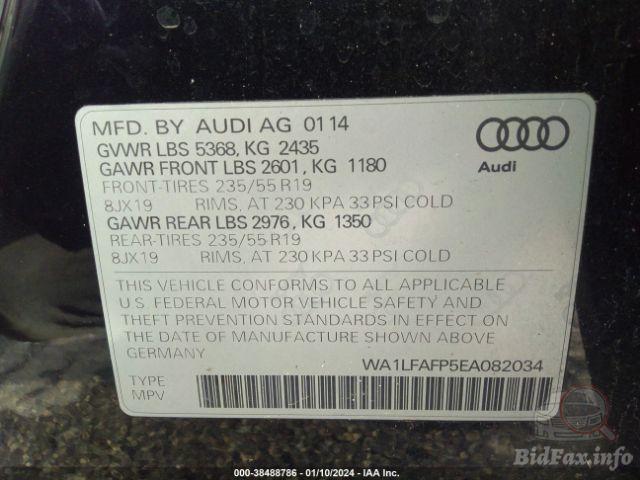 MFD. BY AUDI AG 01 14
GVWR LBS 5368, KG 2435
GAWR FRONT LBS 2601, KG 1180
FRONT-TIRES 235/55 R19
8JX19 RIMS, AT 230 KPA 33 PSI COLD
GAWR REAR LBS 2976, KG 1350
REAR-TIRES 235/55 R19
8JX19 RIMS, AT 230 KPA 33 PSI COLD
Audi
THIS VEHICLE CONFORMS TO ALL APPLICABLE
U.S. FEDERAL MOTOR VEHICLE SAFETY AND
THEFT PREVENTION STANDARDS IN EFFECT ON
THE DATE OF MANUFACTURE SHOWN ABOVE
GERMANY
WA1LFAFP5EA082034
TYPE
MPV
BidFax.info
000-38488786 - 01/10/2024 - IAA Inc.